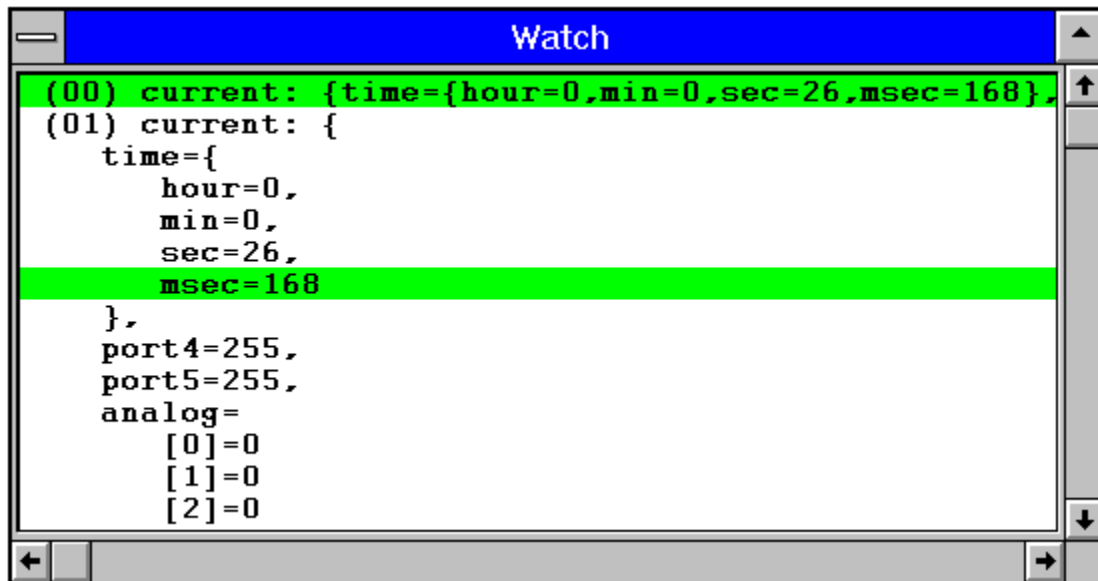 Watch
(00) current: {time={hour=0,min=0,sec=26,msec=168},
(01) current: {
time={
hour=0,
min=0,
sec=26,
msec=168
},
port4=255,
port5=255,
analog=
[0]=0
[1]=0
[2]=0